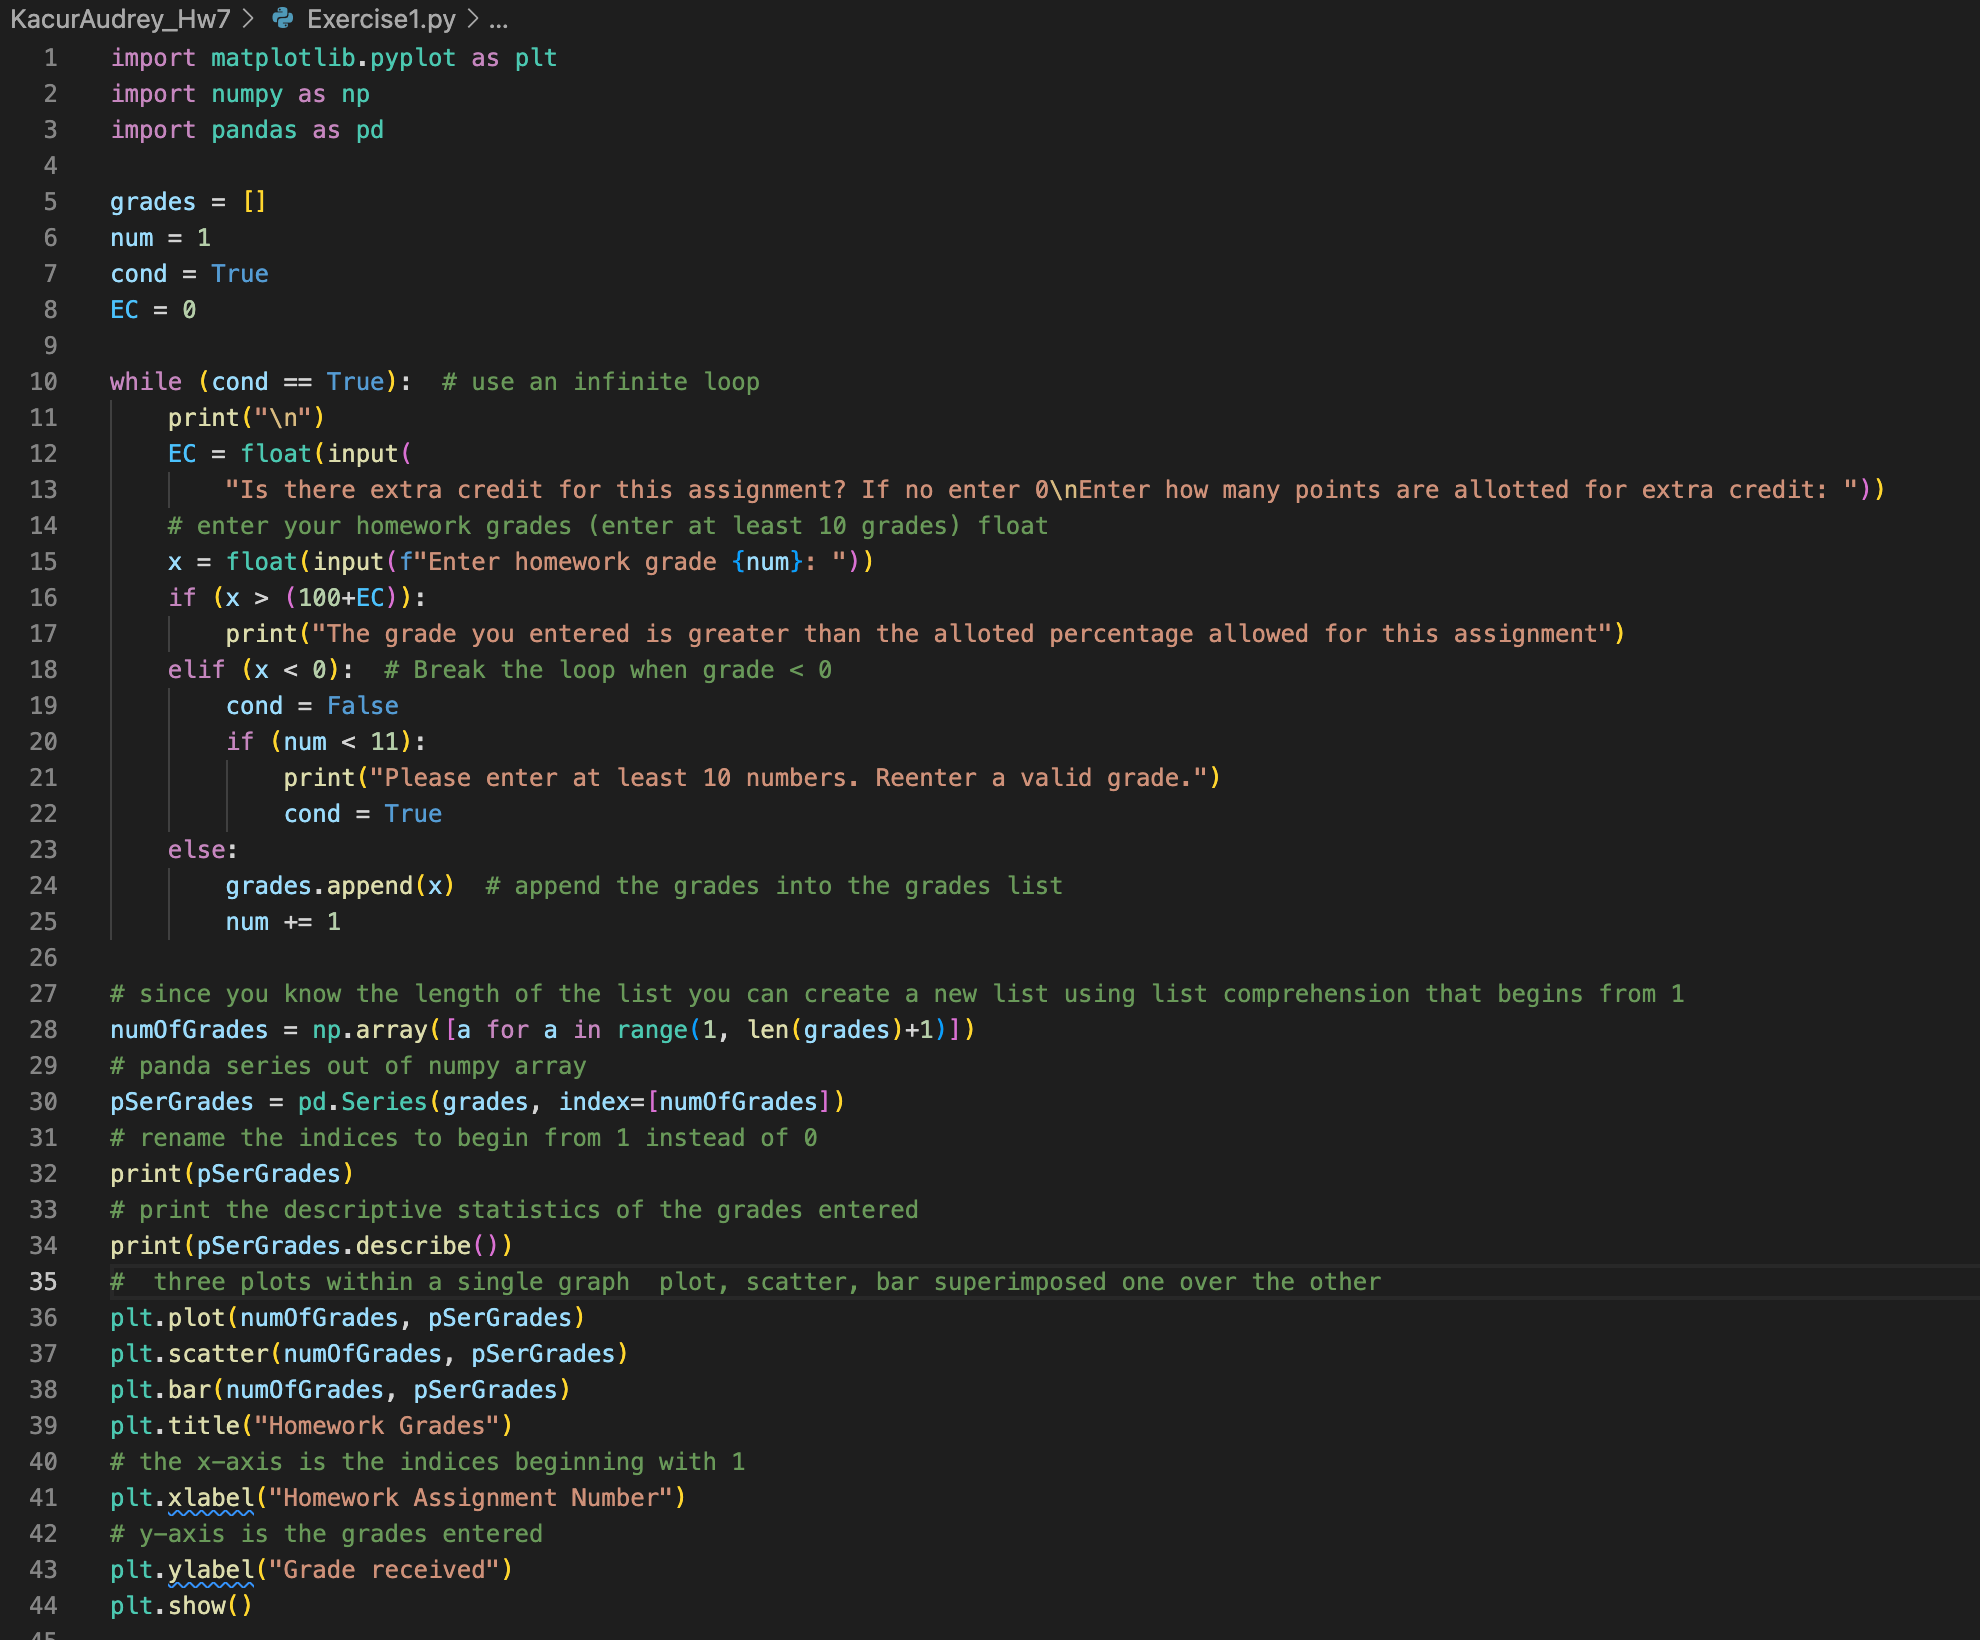 KacurAudrey_Hw7 > Exercise1.py > ...
1 import matplotlib.pyplot as plt
2 import numpy as np
3 import pandas as pd
4
5 grades = []
6 num = 1
7 cond = True
8 EC = 0
9
10 while (cond == True):  # use an infinite loop
11     print("\n")
12     EC = float(input(
13         "Is there extra credit for this assignment? If no enter 0\nEnter how many points are allotted for extra credit: "))
14     # enter your homework grades (enter at least 10 grades) float
15     x = float(input(f"Enter homework grade {num}: "))
16     if (x > (100+EC)):
17         print("The grade you entered is greater than the alloted percentage allowed for this assignment")
18     elif (x < 0):  # Break the loop when grade < 0
19         cond = False
20         if (num < 11):
21             print("Please enter at least 10 numbers. Reenter a valid grade.")
22             cond = True
23     else:
24         grades.append(x)  # append the grades into the grades list
25         num += 1
26
27 # since you know the length of the list you can create a new list using list comprehension that begins from 1
28 numOfGrades = np.array([a for a in range(1, len(grades)+1)])
29 # panda series out of numpy array
30 pSerGrades = pd.Series(grades, index=[numOfGrades])
31 # rename the indices to begin from 1 instead of 0
32 print(pSerGrades)
33 # print the descriptive statistics of the grades entered
34 print(pSerGrades.describe())
35 #  three plots within a single graph  plot, scatter, bar superimposed one over the other
36 plt.plot(numOfGrades, pSerGrades)
37 plt.scatter(numOfGrades, pSerGrades)
38 plt.bar(numOfGrades, pSerGrades)
39 plt.title("Homework Grades")
40 # the x-axis is the indices beginning with 1
41 plt.xlabel("Homework Assignment Number")
42 # y-axis is the grades entered
43 plt.ylabel("Grade received")
44 plt.show()
45